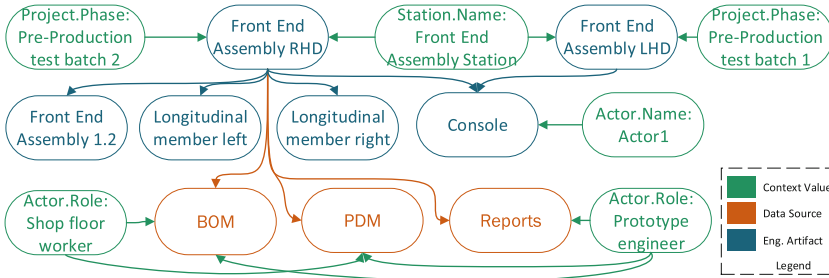 Project.Phase:
Pre-Production
test batch 2
Front End
Assembly RHD
Station.Name:
Front End
Assembly Station
Front End
Assembly LHD
Project.Phase:
Pre-Production
test batch 1
Front End
Assembly 1.2
Longitudinal
member left
Longitudinal
member right
Console
Actor.Name:
Actor1
Actor.Role:
Shop floor
worker
BOM
PDM
Reports
Actor.Role:
Prototype
engineer
Context Value
Data Source
Eng. Artifact
Legend